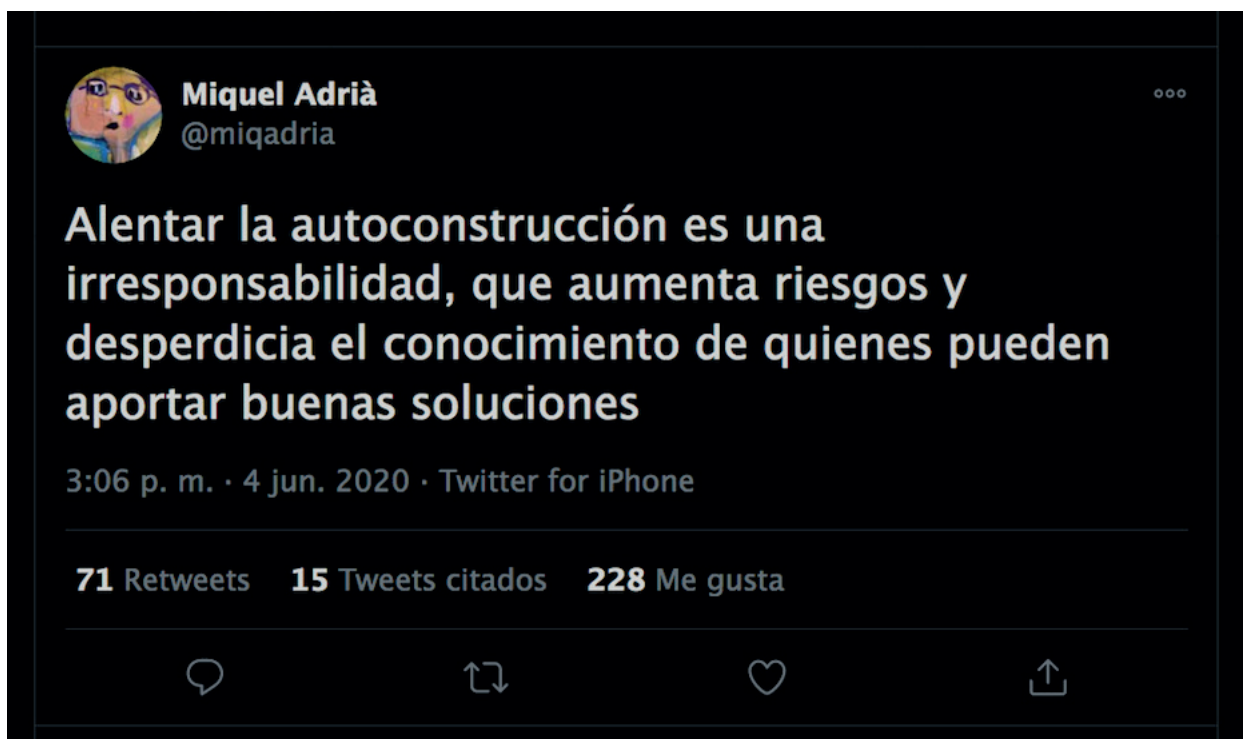 Miquel Adrià
@miqadria
Alentar la autoconstrucción es una
irresponsabilidad, que aumenta riesgos y
desperdicia el conocimiento de quienes pueden
aportar buenas soluciones
3:06 p. m. · 4 jun. 2020 · Twitter for iPhone
71 Retweets 15 Tweets citados 228 Me gusta